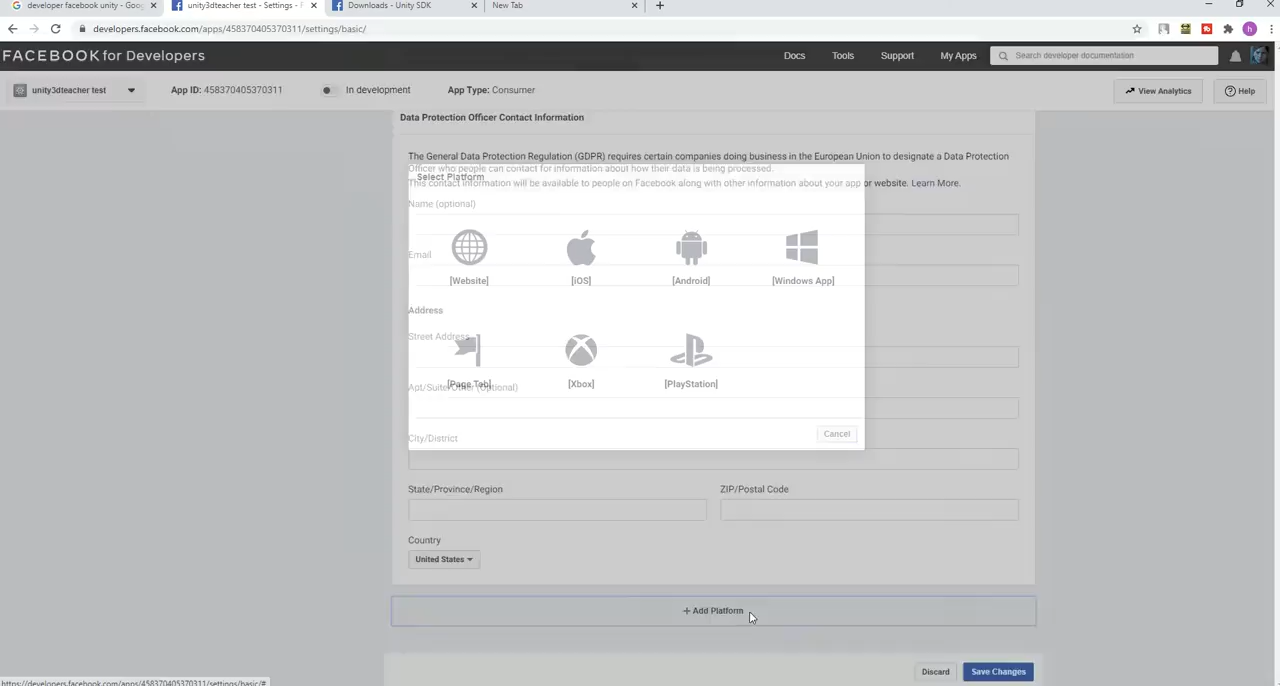 developer facebook unity - Goog
unity3dteacher test - Settings - F
Downloads - Unity SDK
New Tab
developers.facebook.com/apps/458370405370311/settings/basic/
FACEBOOK for Developers
Docs
Tools
Support
My Apps
Search developer documentation
unity3dteacher test
App ID: 458370405370311
In development
App Type: Consumer
View Analytics
Help
Data Protection Officer Contact Information
The General Data Protection Regulation (GDPR) requires certain companies doing business in the European Union to designate a Data Protection
Officer who people can contact for information about how their data is being processed.
This contact information will be available to people on Facebook along with other information about your app or website. Learn More.
Select Platform
Name (optional)
Email
[Website]
[iOS]
[Android]
[Windows App]
Address
Street Address
[Page Tab]
[Xbox]
[PlayStation]
Apt/Suite/Other (Optional)
Cancel
City/District
State/Province/Region
ZIP/Postal Code
Country
United States
+ Add Platform
Discard
Save Changes
https://developers.facebook.com/apps/458370405370311/settings/basic/#